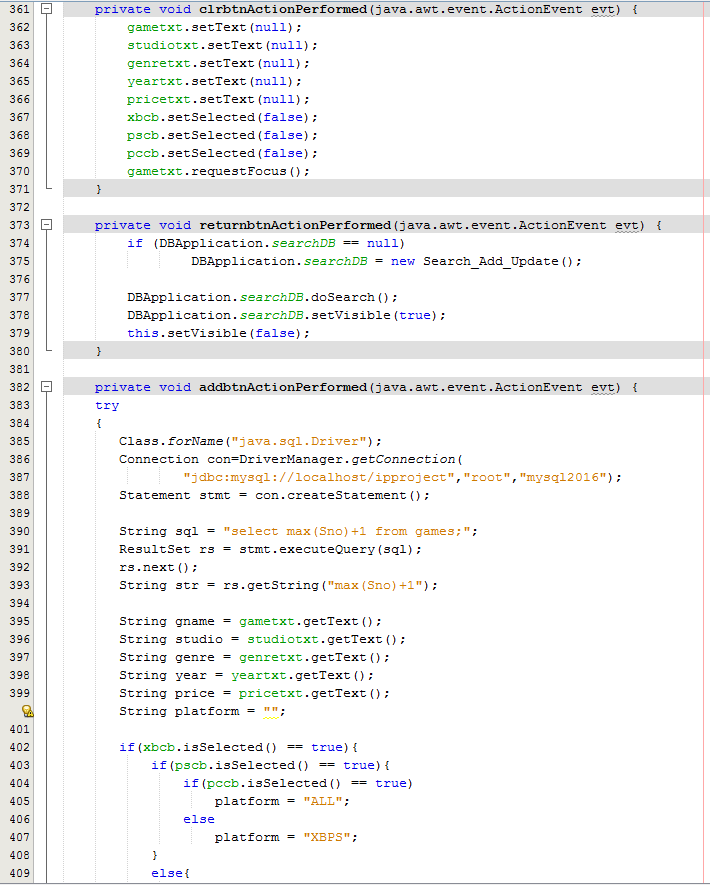 361 private void clrbtnActionPerformed(java.awt.event.ActionEvent evt) {
362 gametxt.setText(null);
363 studiotxt.setText(null);
364 genretxt.setText(null);
365 yeartxt.setText(null);
366 pricetxt.setText(null);
367 xbcb.setSelected(false);
368 pscb.setSelected(false);
369 pccb.setSelected(false);
370 gametxt.requestFocus();
371 }
372
373 private void returnbtnActionPerformed(java.awt.event.ActionEvent evt) {
374 if (DBApplication.searchDB == null)
375 DBApplication.searchDB = new Search_Add_Update();
376
377 DBApplication.searchDB.doSearch();
378 DBApplication.searchDB.setVisible(true);
379 this.setVisible(false);
380 }
381
382 private void addbtnActionPerformed(java.awt.event.ActionEvent evt) {
383 try
384 {
385 Class.forName("java.sql.Driver");
386 Connection con=DriverManager.getConnection(
387 "jdbc:mysql://localhost/ipproject","root","mysql2016");
388 Statement stmt = con.createStatement();
389
390 String sql = "select max(Sno)+1 from games;";
391 ResultSet rs = stmt.executeQuery(sql);
392 rs.next();
393 String str = rs.getString("max(Sno)+1");
394
395 String gname = gametxt.getText();
396 String studio = studiotxt.getText();
397 String genre = genretxt.getText();
398 String year = yeartxt.getText();
399 String price = pricetxt.getText();
String platform = "";
401
402 if(xbcb.isSelected() == true){
403 if(pscb.isSelected() == true){
404 if(pccb.isSelected() == true)
405 platform = "ALL";
406 else
407 platform = "XBPS";
408 }
409 else{